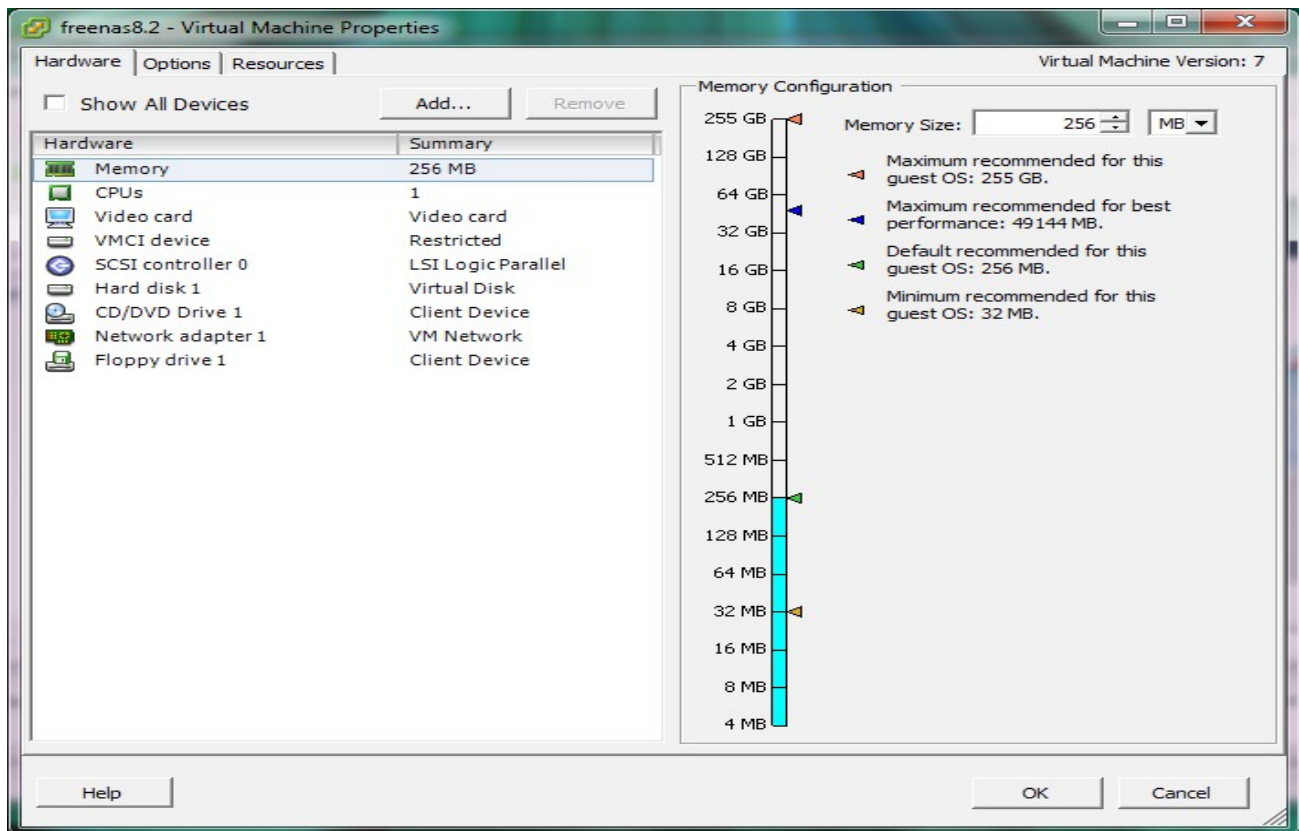 freenas8.2 - Virtual Machine Properties
Hardware Options Resources
Virtual Machine Version: 7
Show All Devices
Add...
Remove
Hardware Summary
Memory 256 MB
CPUs 1
Video card Video card
VMCI device Restricted
SCSI controller 0 LSI Logic Parallel
Hard disk 1 Virtual Disk
CD/DVD Drive 1 Client Device
Network adapter 1 VM Network
Floppy drive 1 Client Device
Memory Configuration
255 GB
128 GB
64 GB
32 GB
16 GB
8 GB
4 GB
2 GB
1 GB
512 MB
256 MB
128 MB
64 MB
32 MB
16 MB
8 MB
4 MB
Memory Size: 256 MB
Maximum recommended for this
guest OS: 255 GB.
Maximum recommended for best
performance: 49144 MB.
Default recommended for this
guest OS: 256 MB.
Minimum recommended for this
guest OS: 32 MB.
Help
OK
Cancel